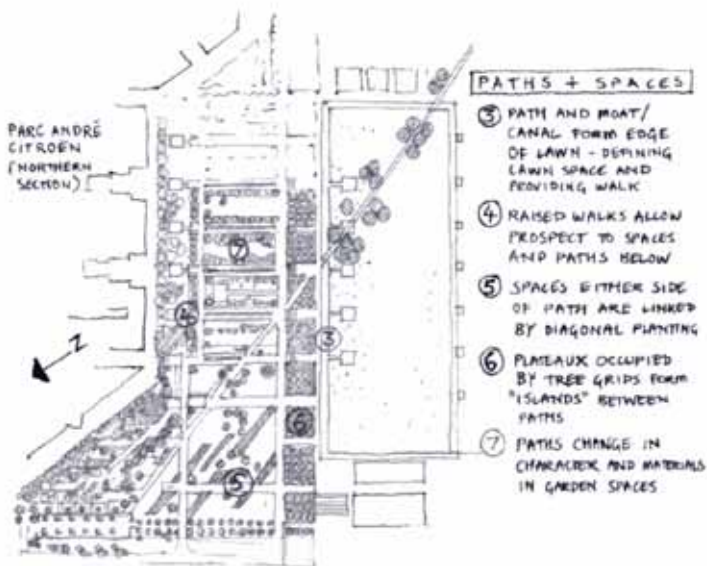 PARC ANDRÉ
CITROEN
(NORTHERN
SECTION)
N
7
4
3
6
5
PATHS + SPACES
③ PATH AND MOAT/
CANAL FORM EDGE
OF LAWN - DEFINING
LAWN SPACE AND
PROVIDING WALK
④ RAISED WALKS ALLOW
PROSPECT TO SPACES
AND PATHS BELOW
⑤ SPACES EITHER SIDE
OF PATH ARE LINKED
BY DIAGONAL PLANTING
⑥ PLATEAUX OCCUPIED
BY TREE GRIDS FORM
"ISLANDS" BETWEEN
PATHS
⑦ PATHS CHANGE IN
CHARACTER AND MATERIALS
IN GARDEN SPACES